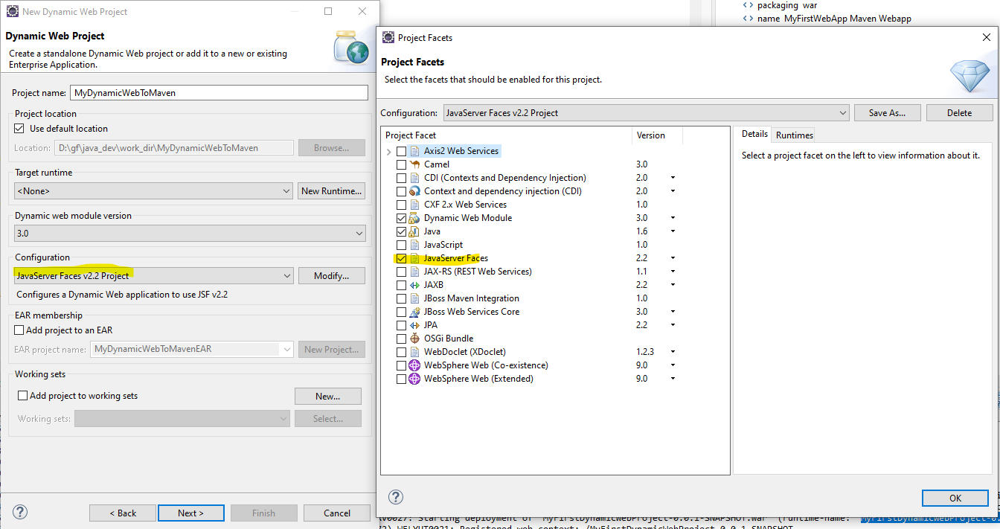 New Dynamic Web Project
Dynamic Web Project
Create a standalone Dynamic Web project or add it to a new or existing
Enterprise Application.
Project name: MyDynamicWebToMaven
Project location
Use default location
Location: D:\gf\java_dev\work_dir\MyDynamicWebToMaven Browse...
Target runtime
<None> New Runtime...
Dynamic web module version
3.0
Configuration
JavaServer Faces v2.2 Project Modify...
Configures a Dynamic Web application to use JSF v2.2
EAR membership
Add project to an EAR
EAR project name: MyDynamicWebToMavenEAR New Project...
Working sets
Add project to working sets New...
Working sets: Select...
< Back Next > Finish Cancel
packaging war
name MyFirstWebApp Maven Webapp
Project Facets
Project Facets
Select the facets that should be enabled for this project.
Configuration: JavaServer Faces v2.2 Project Save As... Delete
Project Facet Version
Axis2 Web Services
Camel 3.0
CDI (Contexts and Dependency Injection) 2.0
Context and dependency injection (CDI) 2.0
CXF 2.x Web Services 1.0
Dynamic Web Module 3.0
Java 1.6
JavaScript 1.0
JavaServer Faces 2.2
JAX-RS (REST Web Services) 1.1
JAXB 2.2
JBoss Maven Integration 1.0
JBoss Web Services Core 3.0
JPA 2.2
OSGi Bundle
WebDoclet (XDoclet) 1.2.3
WebSphere Web (Co-existence) 9.0
WebSphere Web (Extended) 9.0
Details Runtimes
Select a project facet on the left to view information about it.
OK
Starting deployment of "MyFirstDynamicWebProject-0.0.1-SNAPSHOT.war" (runtime-name: "MyFirstDynamicWebProject-0.
Registered web context: /MyFirstDynamicWebProject-0.0.1-SNAPSHOT